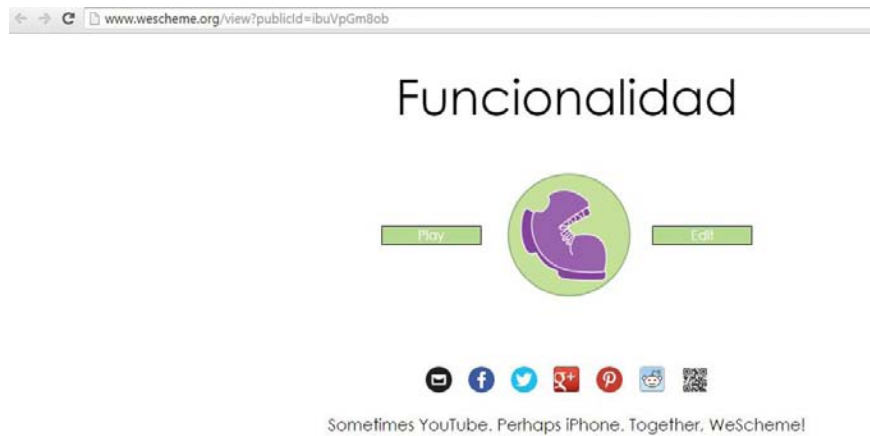 www.wescheme.org/view?publicId=ibuVpGm8ob
Funcionalidad
Play
Edit
Sometimes YouTube. Perhaps iPhone. Together, WeScheme!